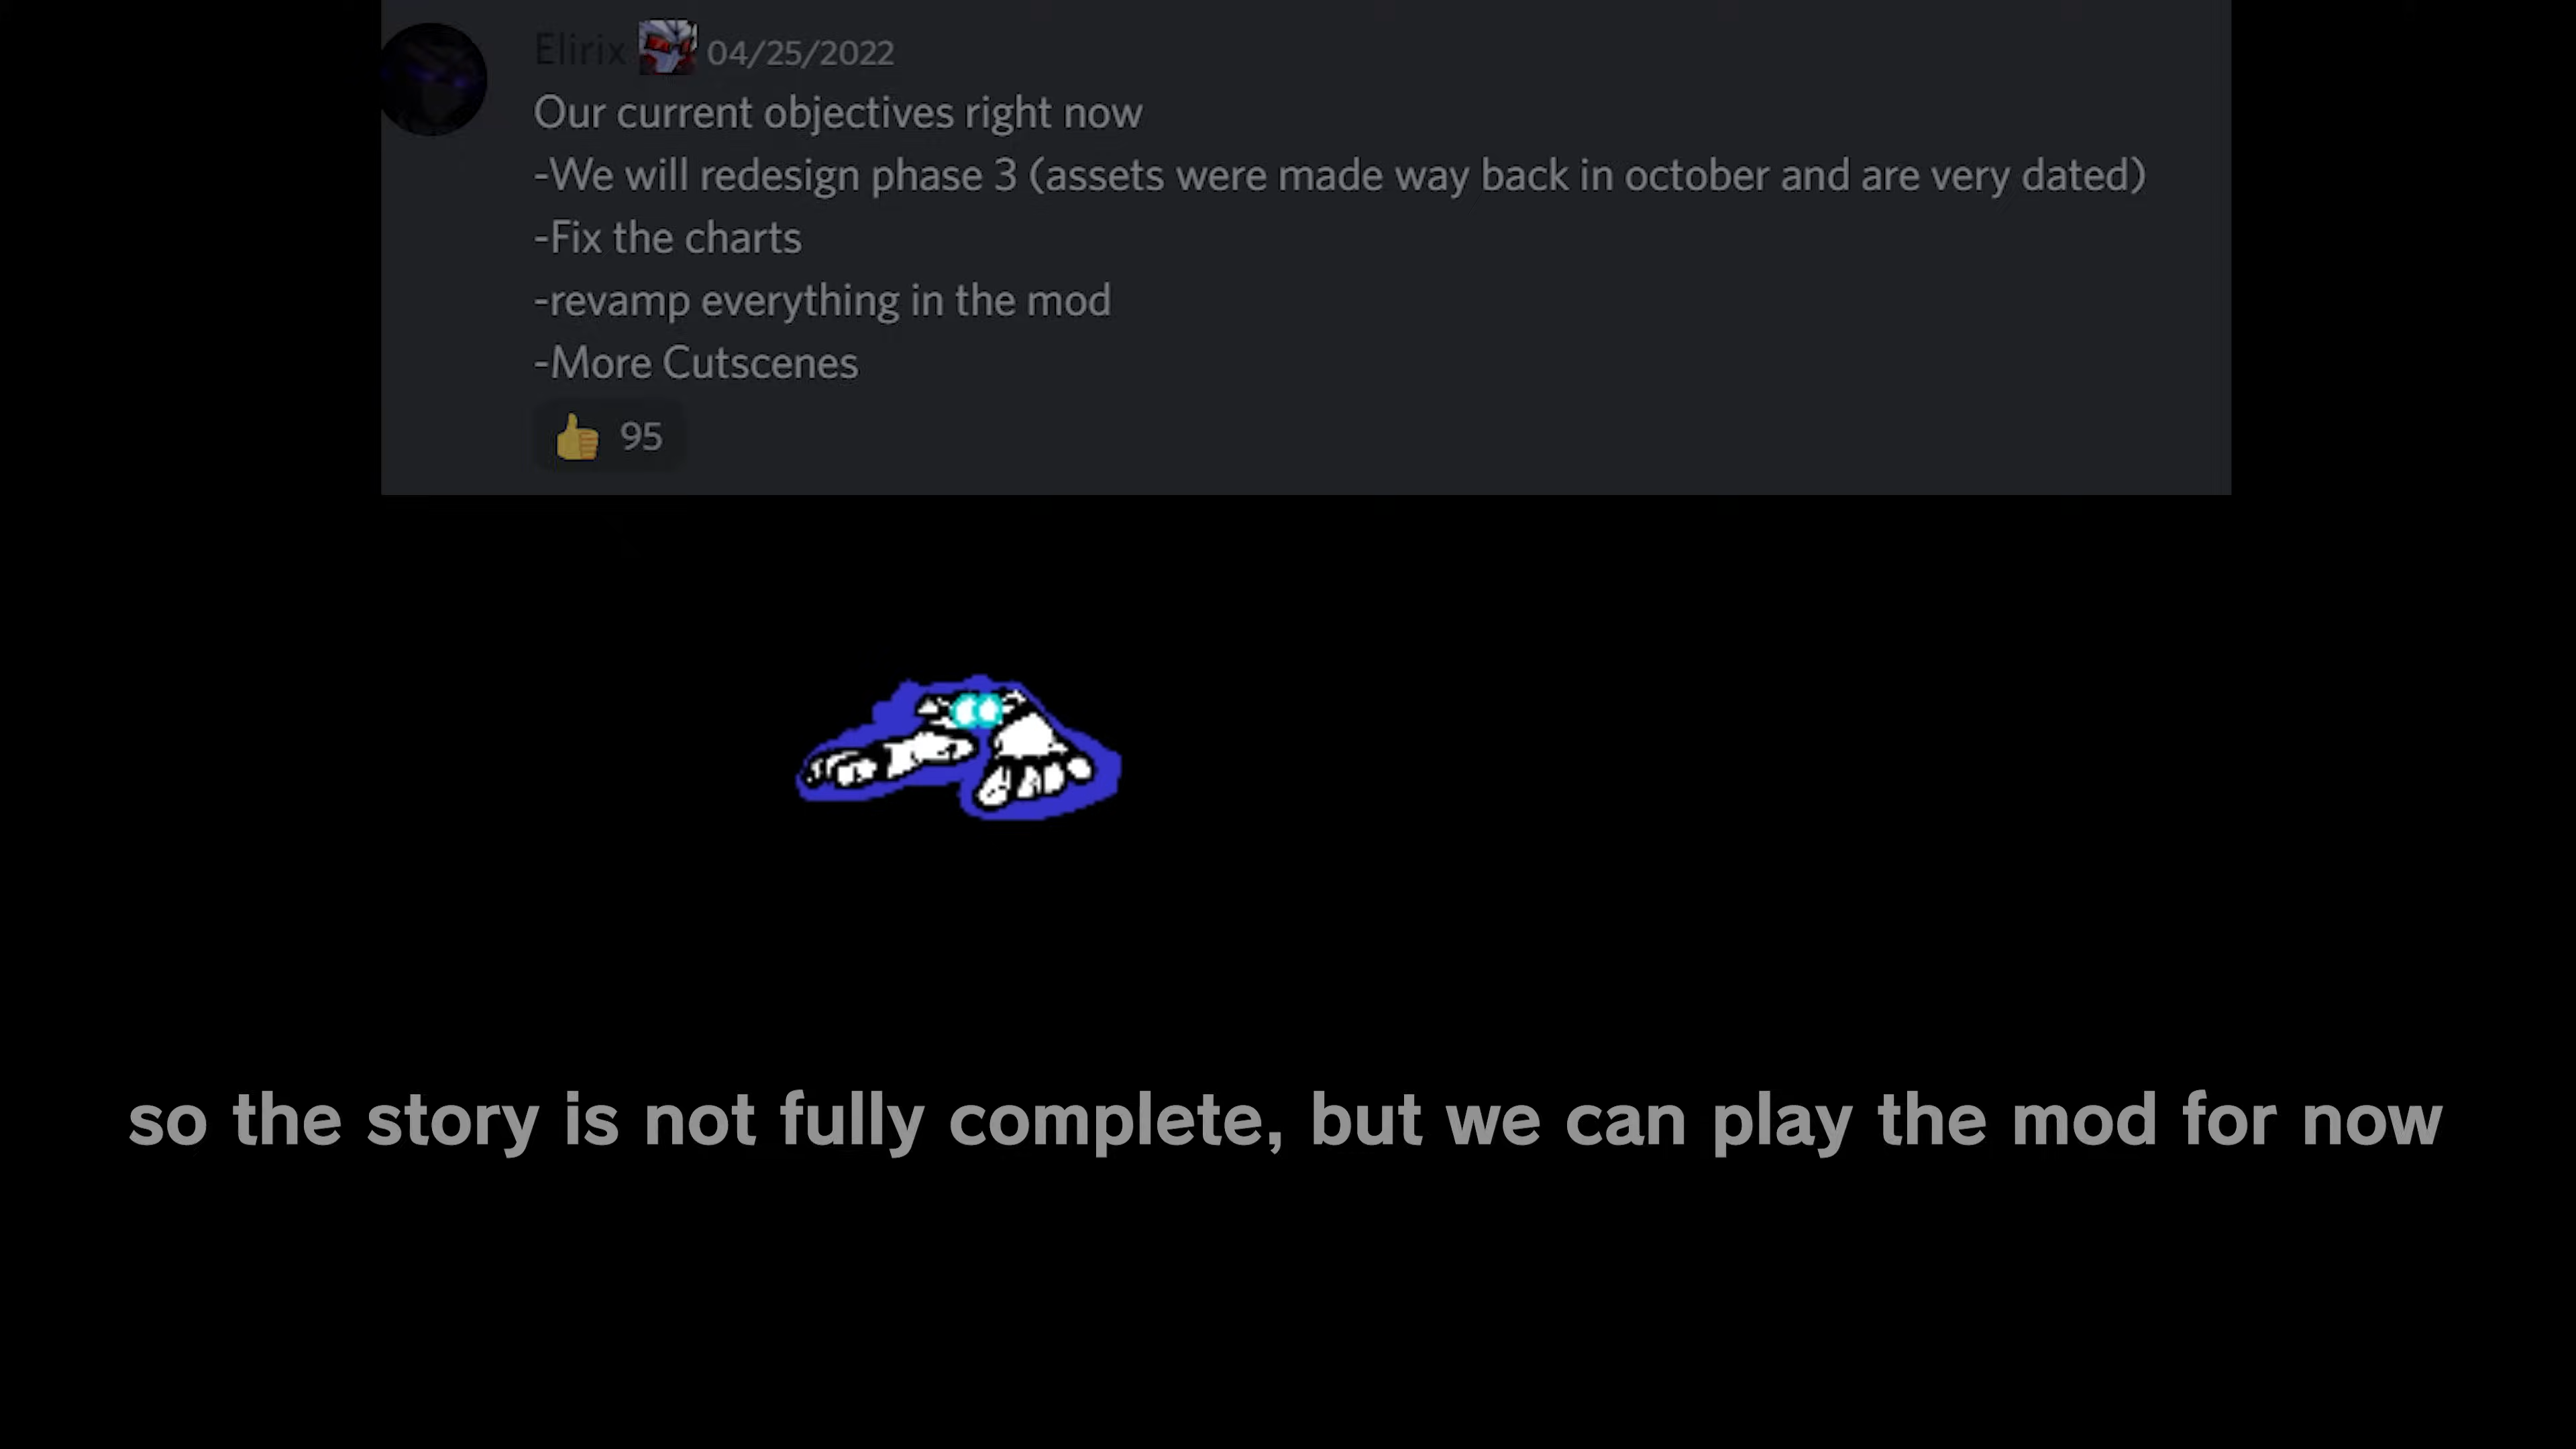 Elirix 04/25/2022
Our current objectives right now
-We will redesign phase 3 (assets were made way back in october and are very dated)
-Fix the charts
-revamp everything in the mod
-More Cutscenes
95
so the story is not fully complete, but we can play the mod for now